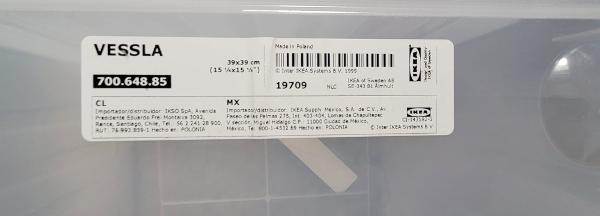 VESSLA
39x39 cm
(15 ¼x15 ¼")
700.648.85
Made in Poland
© Inter IKEA Systems B.V. 1999
19709
NLC
IKEA of Sweden AB
SE-343 81 Älmhult
IKEA
CL
Importador/distribuidor: IKSO SpA, Avenida
Presidente Eduardo Frei Montalva 3092,
Renca, Santiago, Chile, Tel: 56 2 241 28 900,
RUT: 76.993.839-1 Hecho en: POLONIA
MX
Importador/distribuidor: IKEA Supply México, S.A. de C.V., Av.
Paseo de las Palmas 275, Int. 403-404, Lomas de Chapultepec
V sección, Miguel Hidalgo C.P.: 11000 Ciudad de México,
Tel: 800-1-4532 69 Hecho en: POLONIA
IKEA
© Inter IKEA Systems B.V.